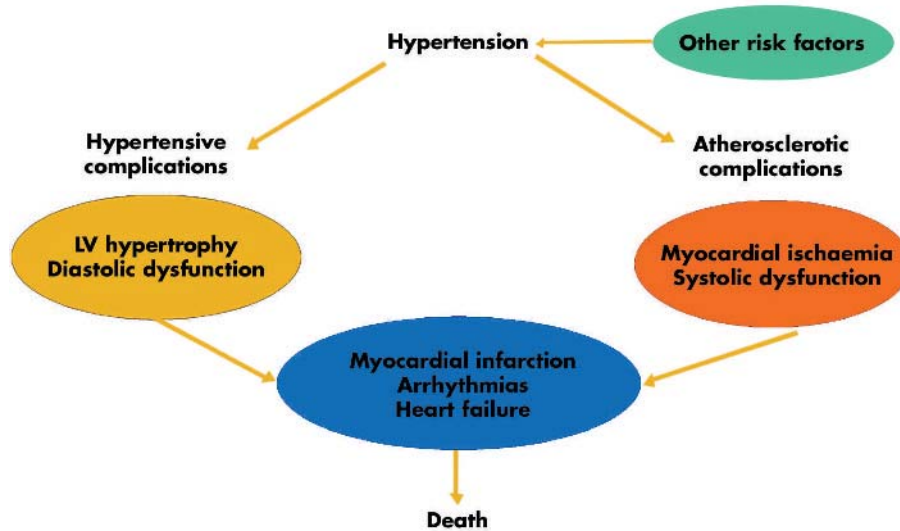 Hypertension
Other risk factors
Hypertensive
complications
Atherosclerotic
complications
LV hypertrophy
Diastolic dysfunction
Myocardial ischaemia
Systolic dysfunction
Myocardial infarction
Arrhythmias
Heart failure
Death